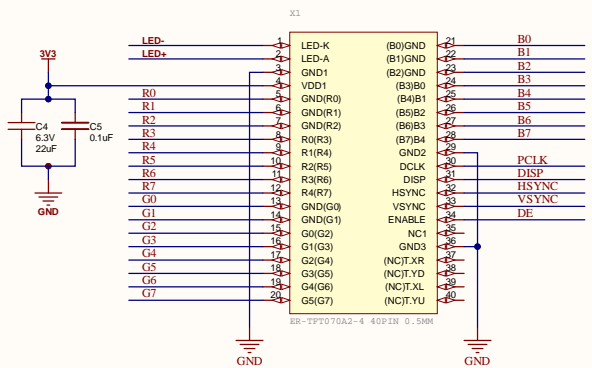 X1
LED- 1 LED-K (B0)GND 21 B0
LED+ 2 LED-A (B1)GND 22 B1
3 GND1 (B2)GND 23 B2
3V3 4 VDD1 (B3)B0 24 B3
R0 5 GND(R0) (B4)B1 25 B4
R1 6 GND(R1) (B5)B2 26 B5
R2 7 GND(R2) (B6)B3 27 B6
R3 8 R0(R3) (B7)B4 28 B7
R4 9 R1(R4) GND2 29
R5 10 R2(R5) DCLK 30 PCLK
R6 11 R3(R6) DISP 31 DISP
R7 12 R4(R7) HSYNC 32 HSYNC
G0 13 GND(G0) VSYNC 33 VSYNC
G1 14 GND(G1) ENABLE 34 DE
G2 15 G0(G2) NC1 35
G3 16 G1(G3) GND3 36
G4 17 G2(G4) (NC)T.XR 37
G5 18 G3(G5) (NC)T.YD 38
G6 19 G4(G6) (NC)T.XL 39
G7 20 G5(G7) (NC)T.YU 40
ER-TFT070A2-4 40PIN 0.5MM
C4
6.3V
22uF
C5
0.1uF
GND
GND
GND